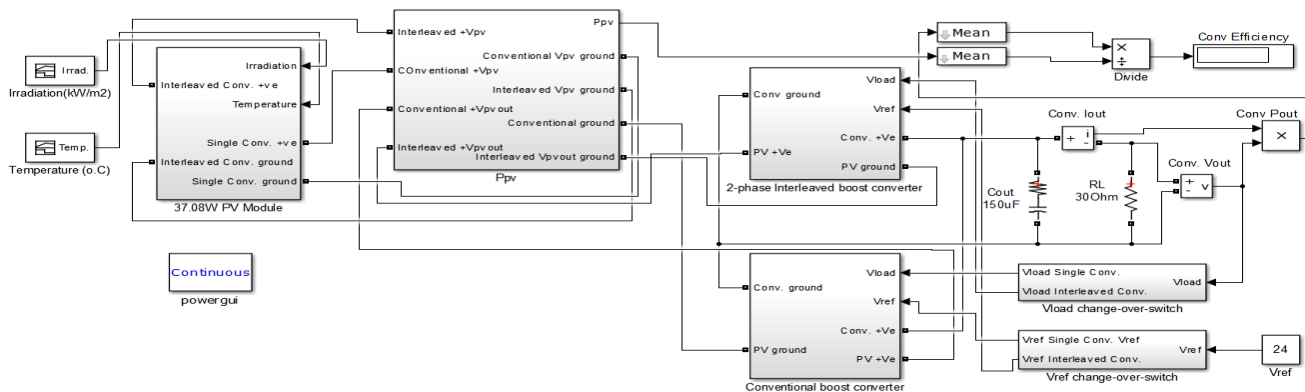 Irrad.
Irradiation(kW/m2)
Temp.
Temperature (o.C)
Irradiation
Interleaved Conv. +ve
Temperature
Single Conv. +ve
Interleaved Conv. ground
Single Conv. ground
37.08W PV Module
Continuous
powergui
Ppv
Interleaved +Vpv
Conventional Vpv ground
COnventional +Vpv
Interleaved Vpv ground
Conventional +Vpvout
Conventional ground
Interleaved +Vpvout
Interleaved Vpvout ground
Ppv
Vload
Conv ground
Vref
Conv. +Ve
PV +Ve
PV ground
2-phase Interleaved boost converter
Mean
Mean
×
÷
Divide
Conv Efficiency
Conv. Iout
+
i
-
Conv Pout
×
Conv. Vout
+
-
v
Cout
150uF
RL
30Ohm
Vload
Conv. ground
Vref
Conv. +Ve
PV ground
PV +Ve
Conventional boost converter
Vload Single Conv.
Vload
Vload Interleaved Conv.
Vload change-over-switch
Vref Single Conv. Vref
Vref
Vref Interleaved Conv.
Vref change-over-switch
24
Vref